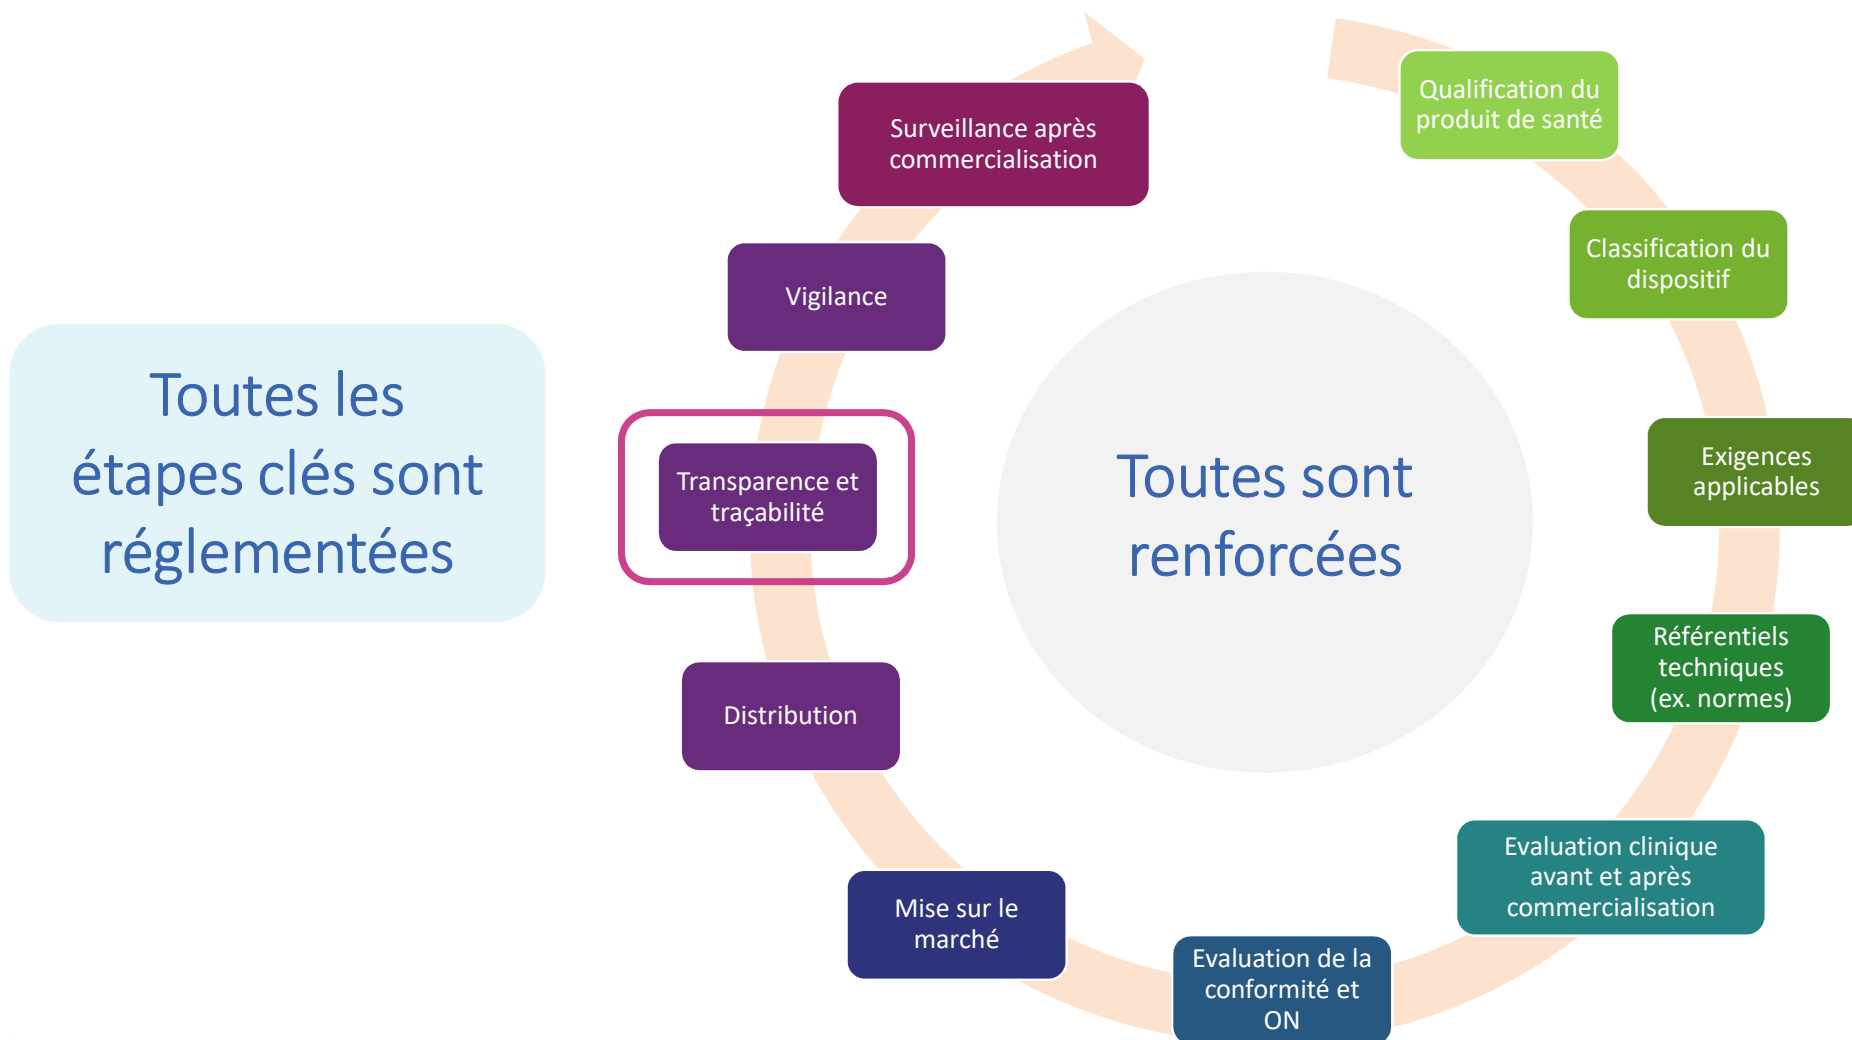 Toutes les
étapes clés sont
réglementées
Toutes sont
renforcées
Qualification du
produit de santé
Classification du
dispositif
Exigences
applicables
Référentiels
techniques
(ex. normes)
Evaluation clinique
avant et après
commercialisation
Evaluation de la
conformité et
ON
Mise sur le
marché
Distribution
Transparence et
traçabilité
Vigilance
Surveillance après
commercialisation